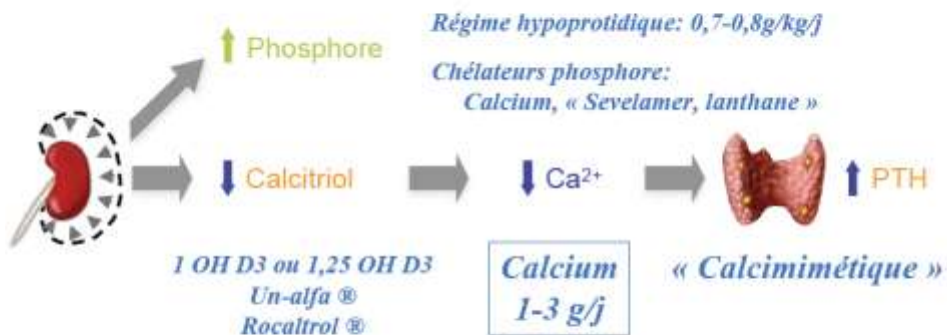 Phosphore
Régime hypoprotidique: 0,7-0,8g/kg/j
Chélateurs phosphore:
Calcium, « Sevelamer, lanthane »
Calcitriol
Ca²⁺
PTH
1 OH D3 ou 1,25 OH D3
Un-alfa ®
Rocaltrol ®
Calcium
1-3 g/j
« Calcimimétique »